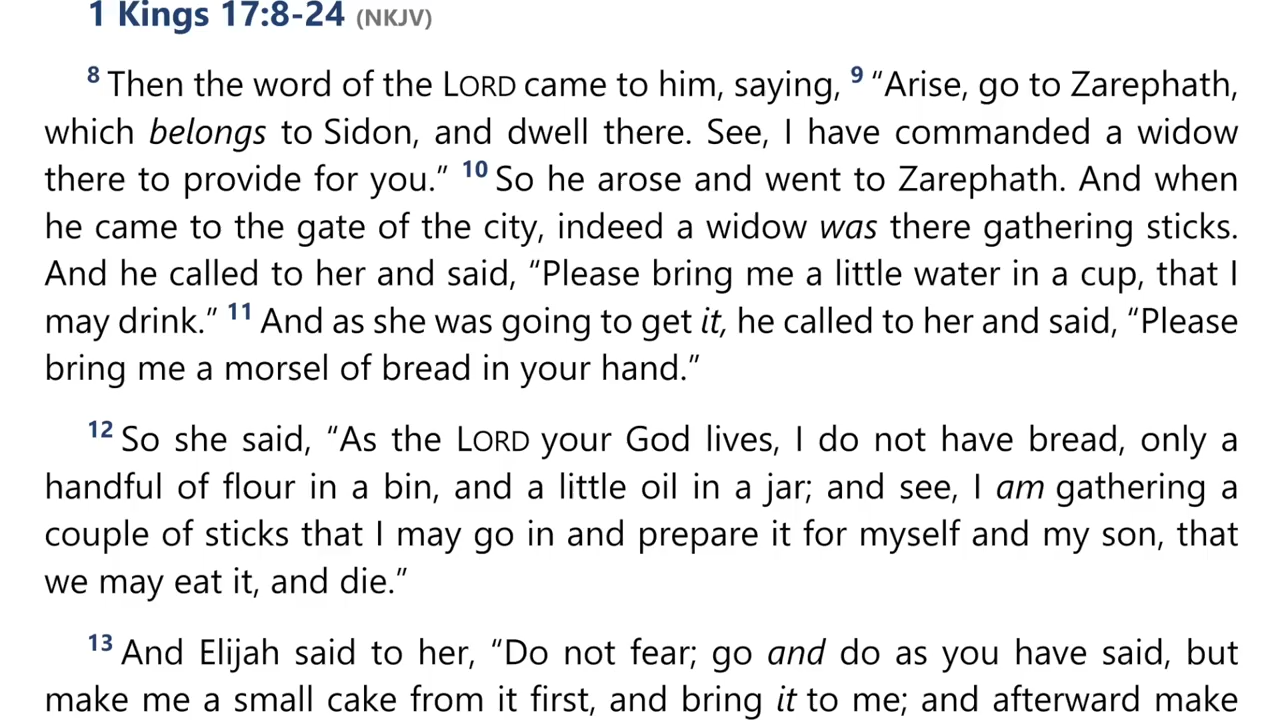 1 Kings 17:8-24 (NKJV)
8 Then the word of the LORD came to him, saying, 9 “Arise, go to Zarephath,
which belongs to Sidon, and dwell there. See, I have commanded a widow
there to provide for you.” 10 So he arose and went to Zarephath. And when
he came to the gate of the city, indeed a widow was there gathering sticks.
And he called to her and said, “Please bring me a little water in a cup, that I
may drink.” 11 And as she was going to get it, he called to her and said, “Please
bring me a morsel of bread in your hand.”
12 So she said, “As the LORD your God lives, I do not have bread, only a
handful of flour in a bin, and a little oil in a jar; and see, I am gathering a
couple of sticks that I may go in and prepare it for myself and my son, that
we may eat it, and die.”
13 And Elijah said to her, “Do not fear; go and do as you have said, but
make me a small cake from it first, and bring it to me; and afterward make